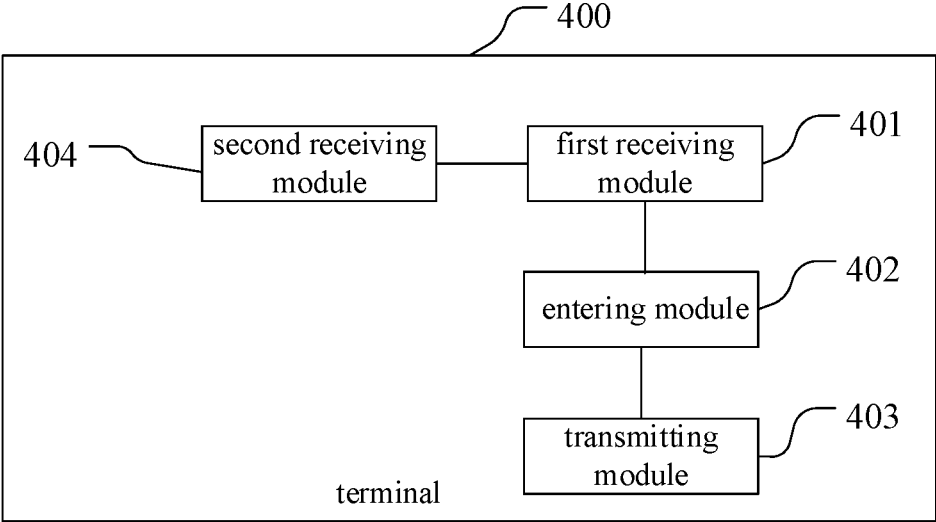 400
second receiving
module
404
first receiving
module
401
entering module
402
transmitting
module
403
terminal